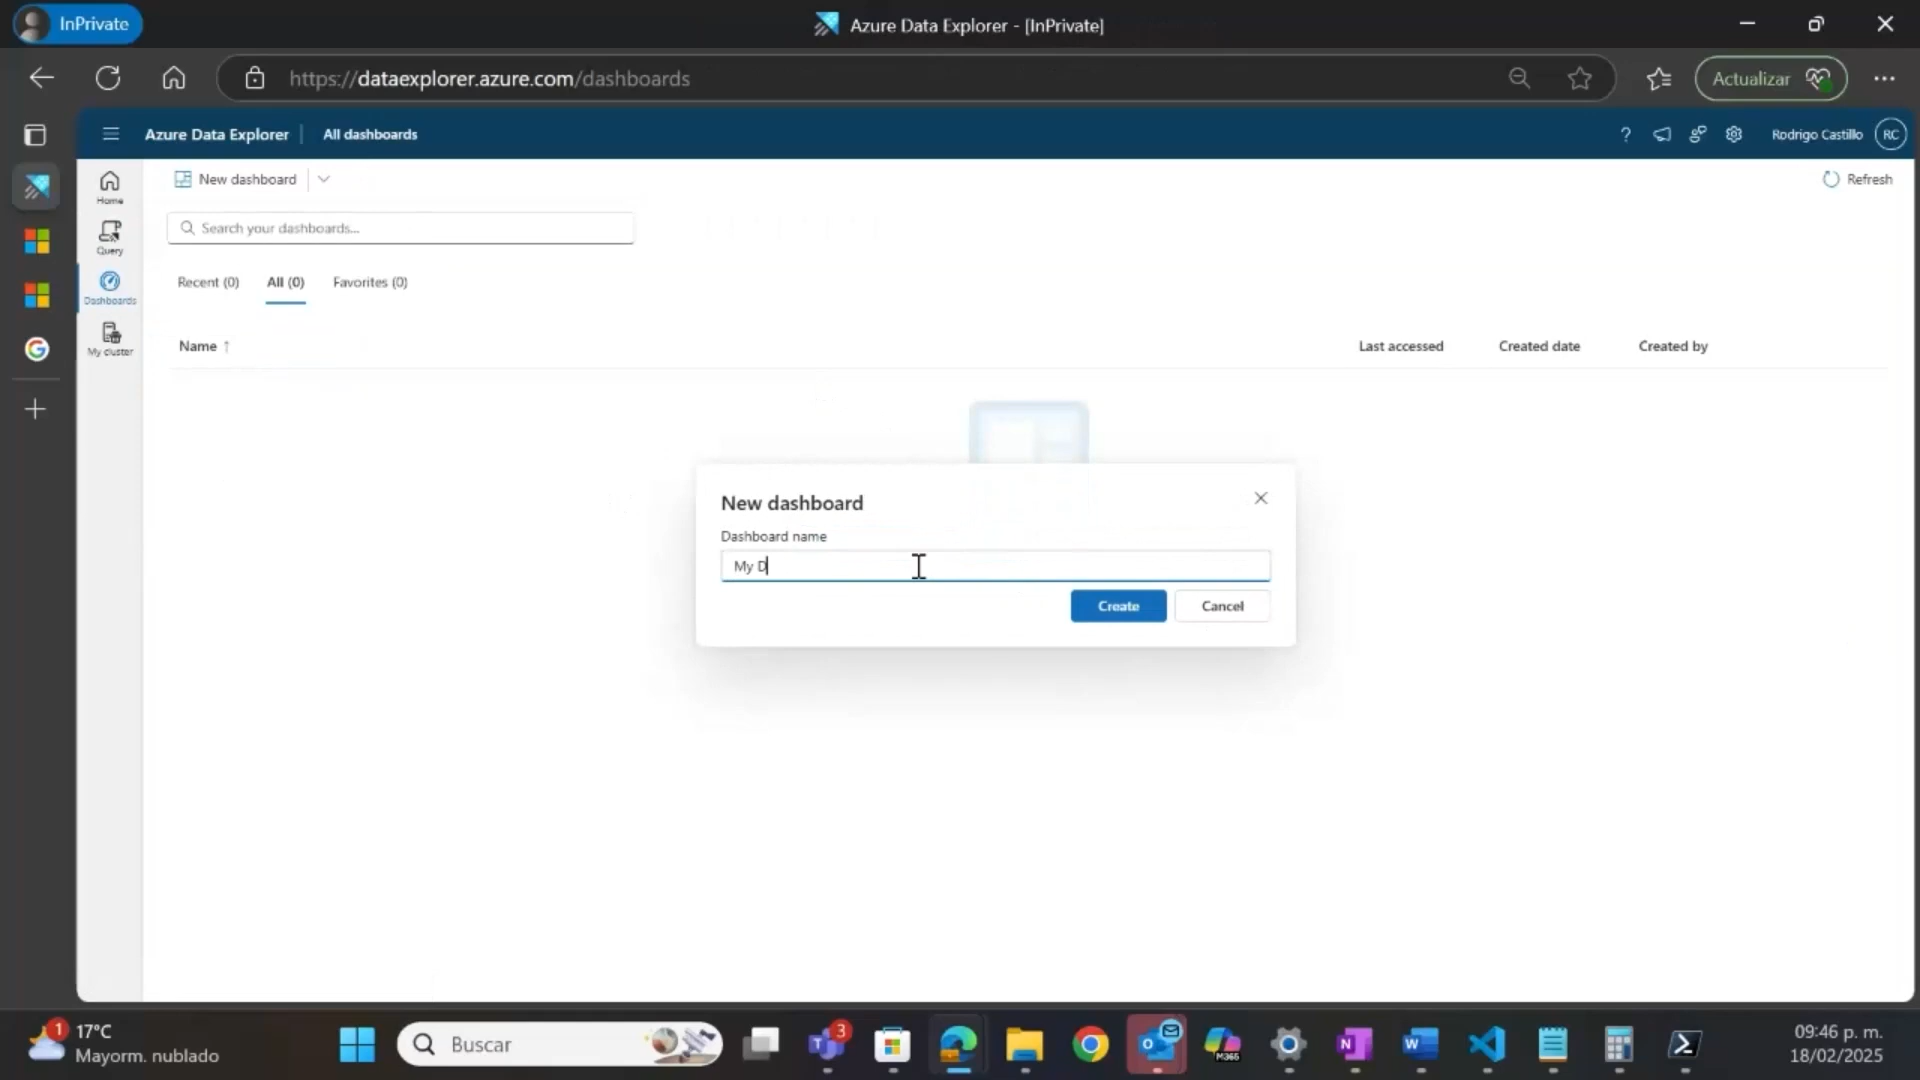 InPrivate
Azure Data Explorer - [InPrivate]
https://dataexplorer.azure.com/dashboards
Actualizar
Azure Data Explorer
All dashboards
Rodrigo Castillo
RC
Home
New dashboard
Refresh
Search your dashboards...
Query
Recent (0)
All (0)
Favorites (0)
Dashboards
My cluster
Name ↑
Last accessed
Created date
Created by
New dashboard
Dashboard name
My D
Create
Cancel
1
17°C
Mayorm. nublado
Buscar
3
M365
09:46 p. m.
18/02/2025